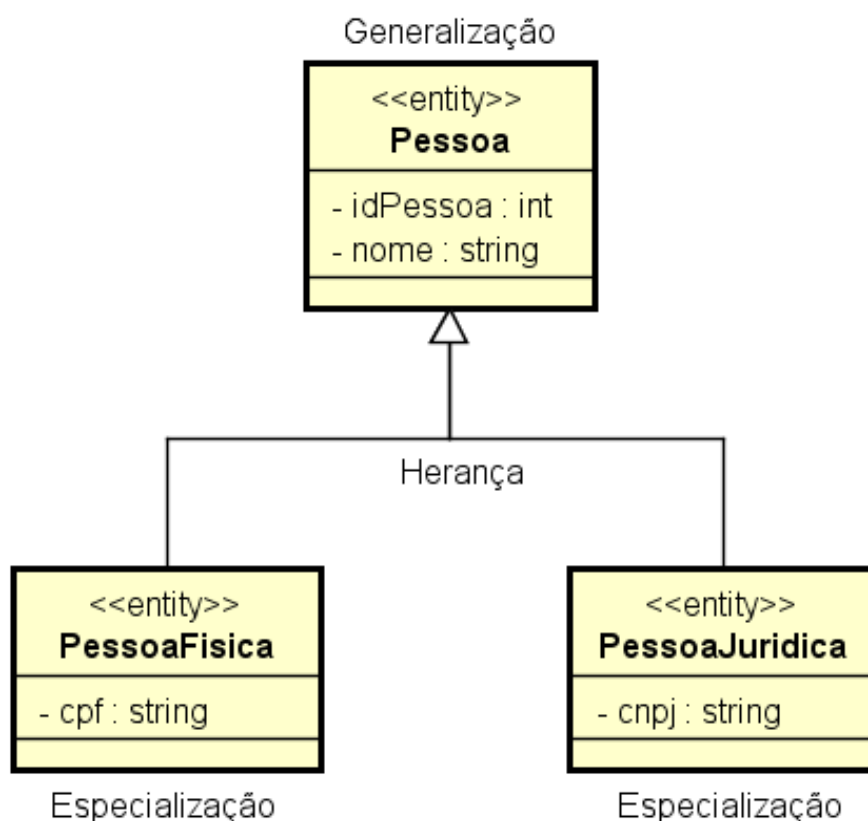 Generalização
<<entity>>
Pessoa
- idPessoa : int
- nome : string
Herança
<<entity>>
PessoaFisica
- cpf : string
Especialização
<<entity>>
PessoaJuridica
- cnpj : string
Especialização